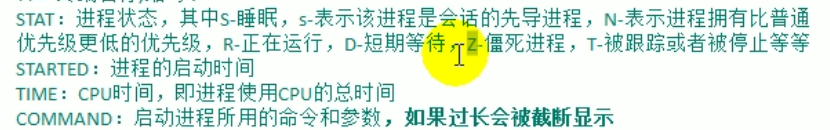 STAT：进程状态，其中S-睡眠，s-表示该进程是会话的先导进程，N-表示进程拥有比普通
优先级更低的优先级，R-正在运行，D-短期等待，Z-僵死进程，T-被跟踪或者被停止等等
STARTED：进程的启动时间
TIME：CPU时间，即进程使用CPU的总时间
COMMAND：启动进程所用的命令和参数，如果过长会被截断显示